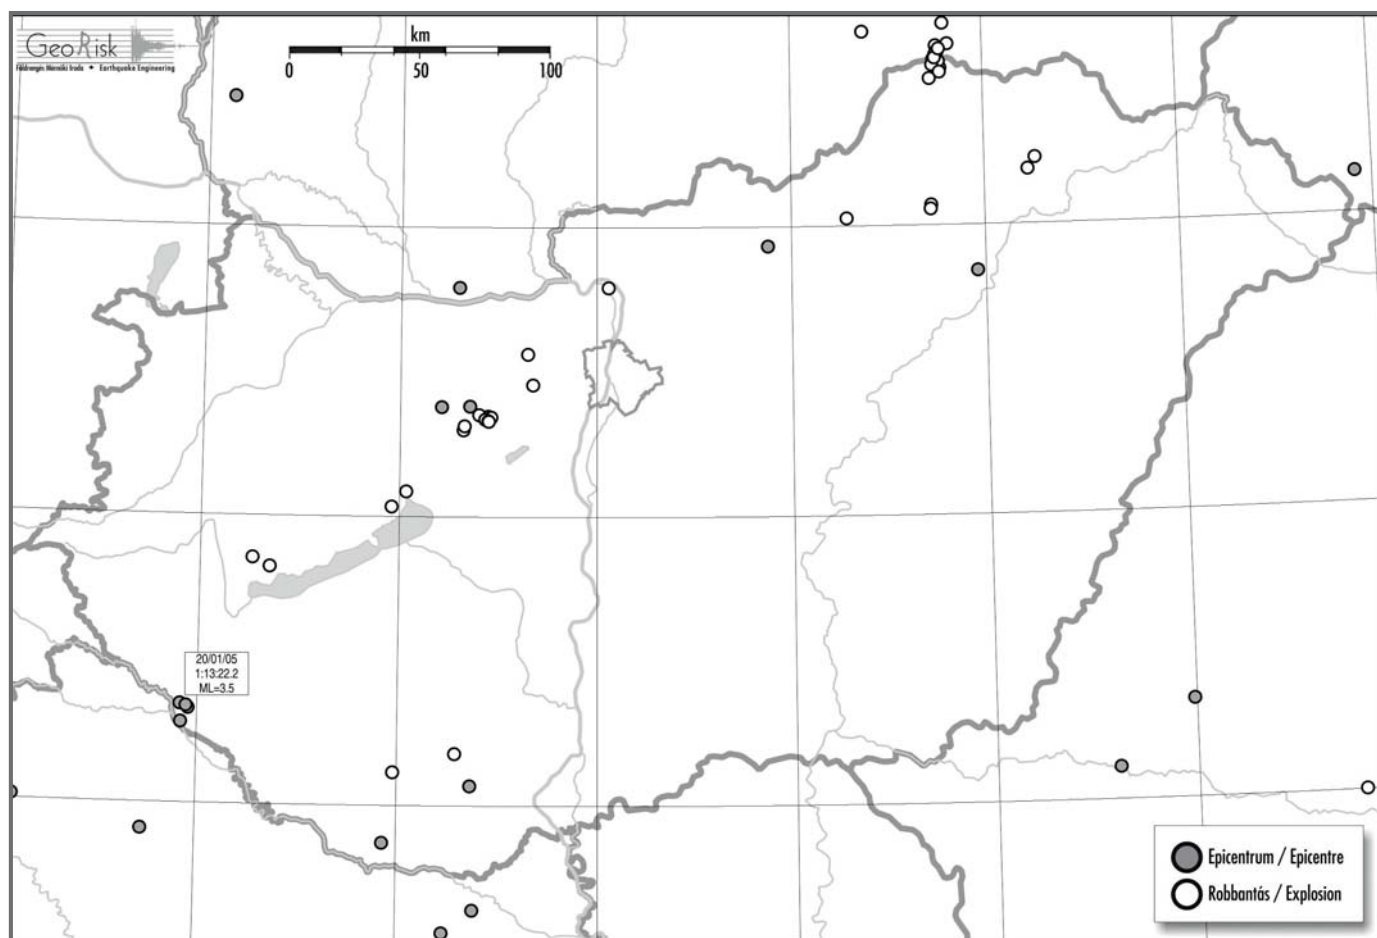 GeoRisk
Földrengés Mérnöki Iroda ✦ Earthquake Engineering
km
0 50 100
20/01/05
1:13:22.2
ML=3.5
Epicentrum / Epicentre
Robbantás / Explosion